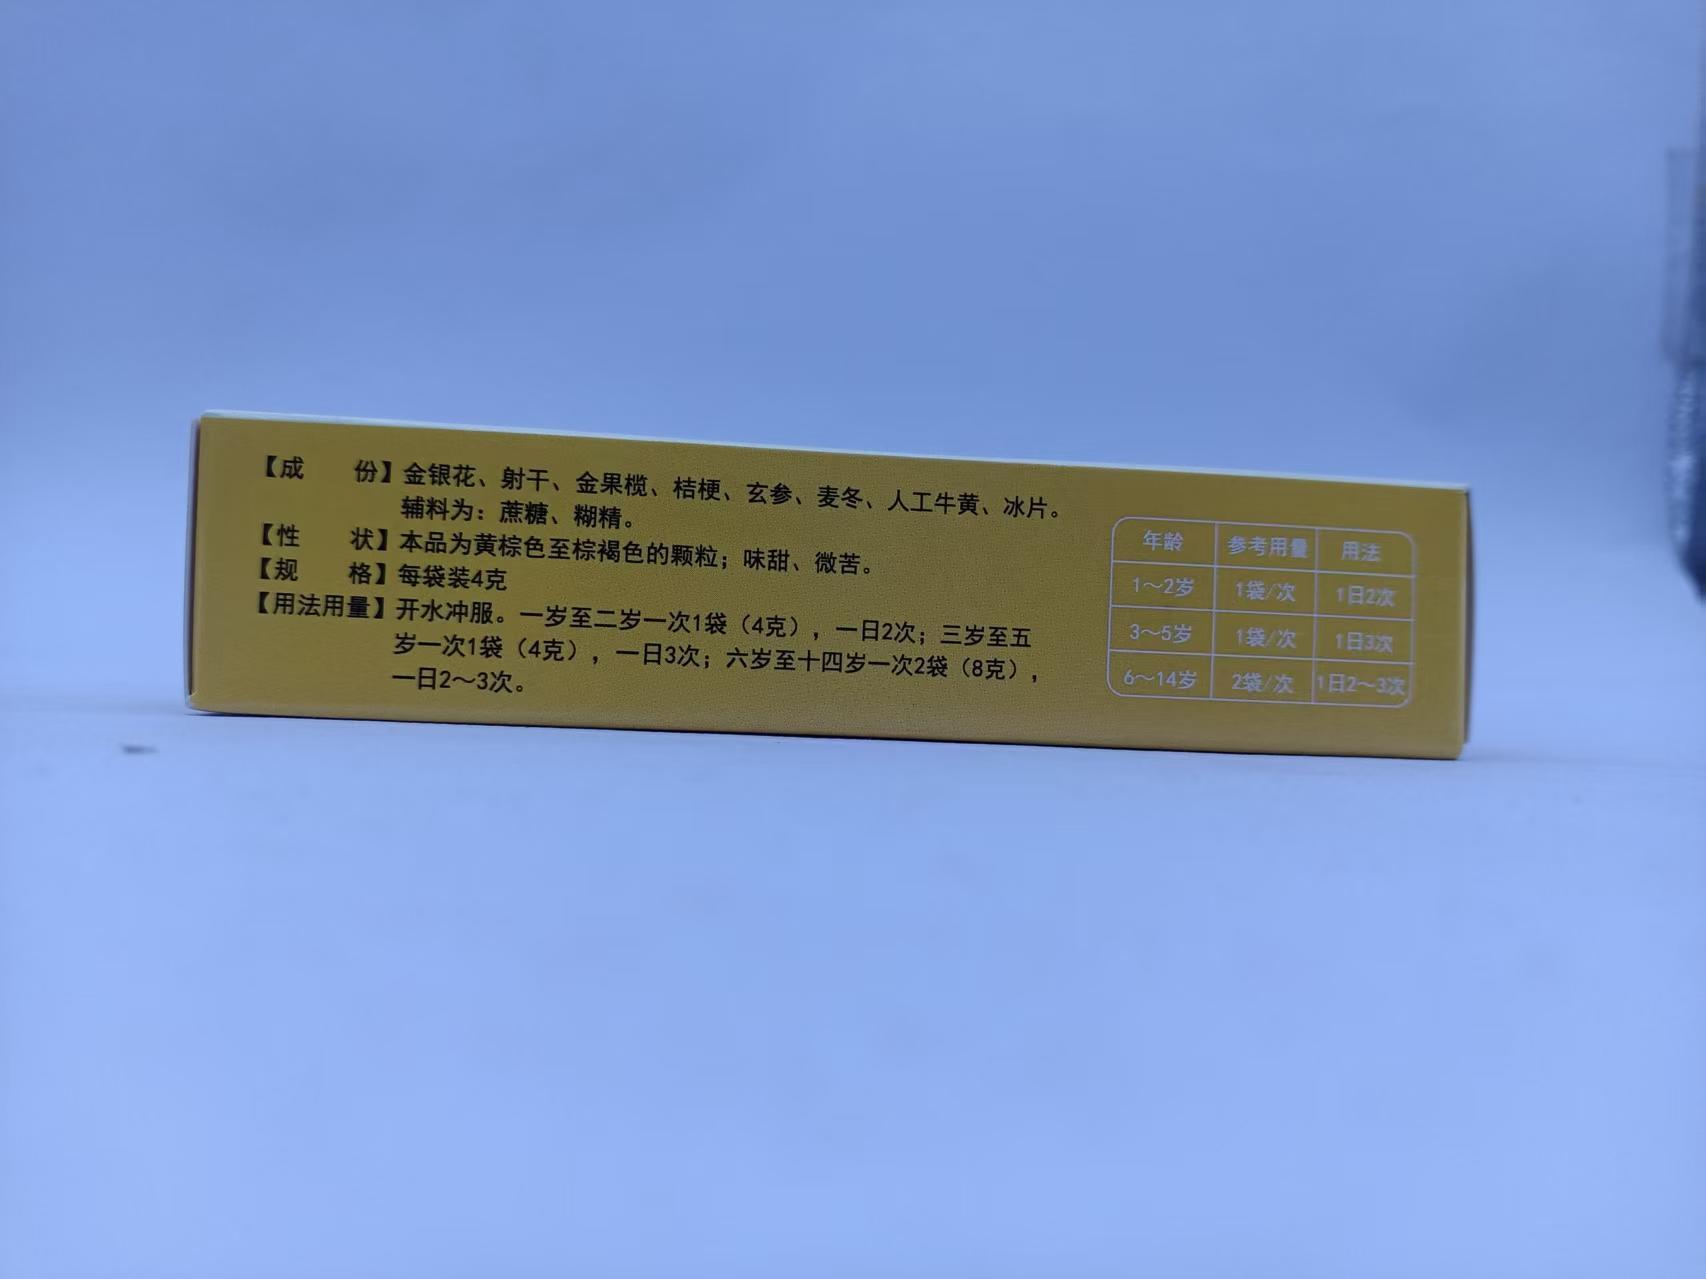 【成　　份】金银花、射干、金果榄、桔梗、玄参、麦冬、人工牛黄、冰片。
辅料为：蔗糖、糊精。
【性　　状】本品为黄棕色至棕褐色的颗粒；味甜、微苦。
【规　　格】每袋装4克
【用法用量】开水冲服。一岁至二岁一次1袋（4克），一日2次；三岁至五
岁一次1袋（4克），一日3次；六岁至十四岁一次2袋（8克），
一日2～3次。
年龄 参考用量 用法
1～2岁 1袋/次 1日2次
3～5岁 1袋/次 1日3次
6～14岁 2袋/次 1日2～3次